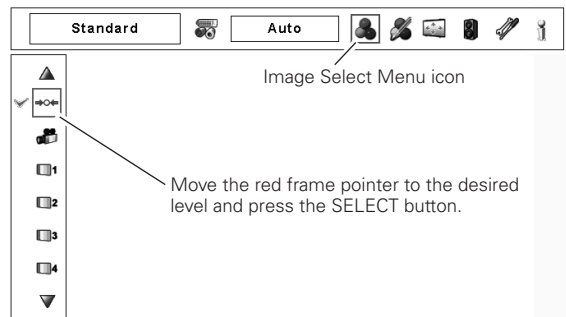 Standard Auto
Image Select Menu icon
1
Move the red frame pointer to the desired
2
level and press the SELECT button.
3
4